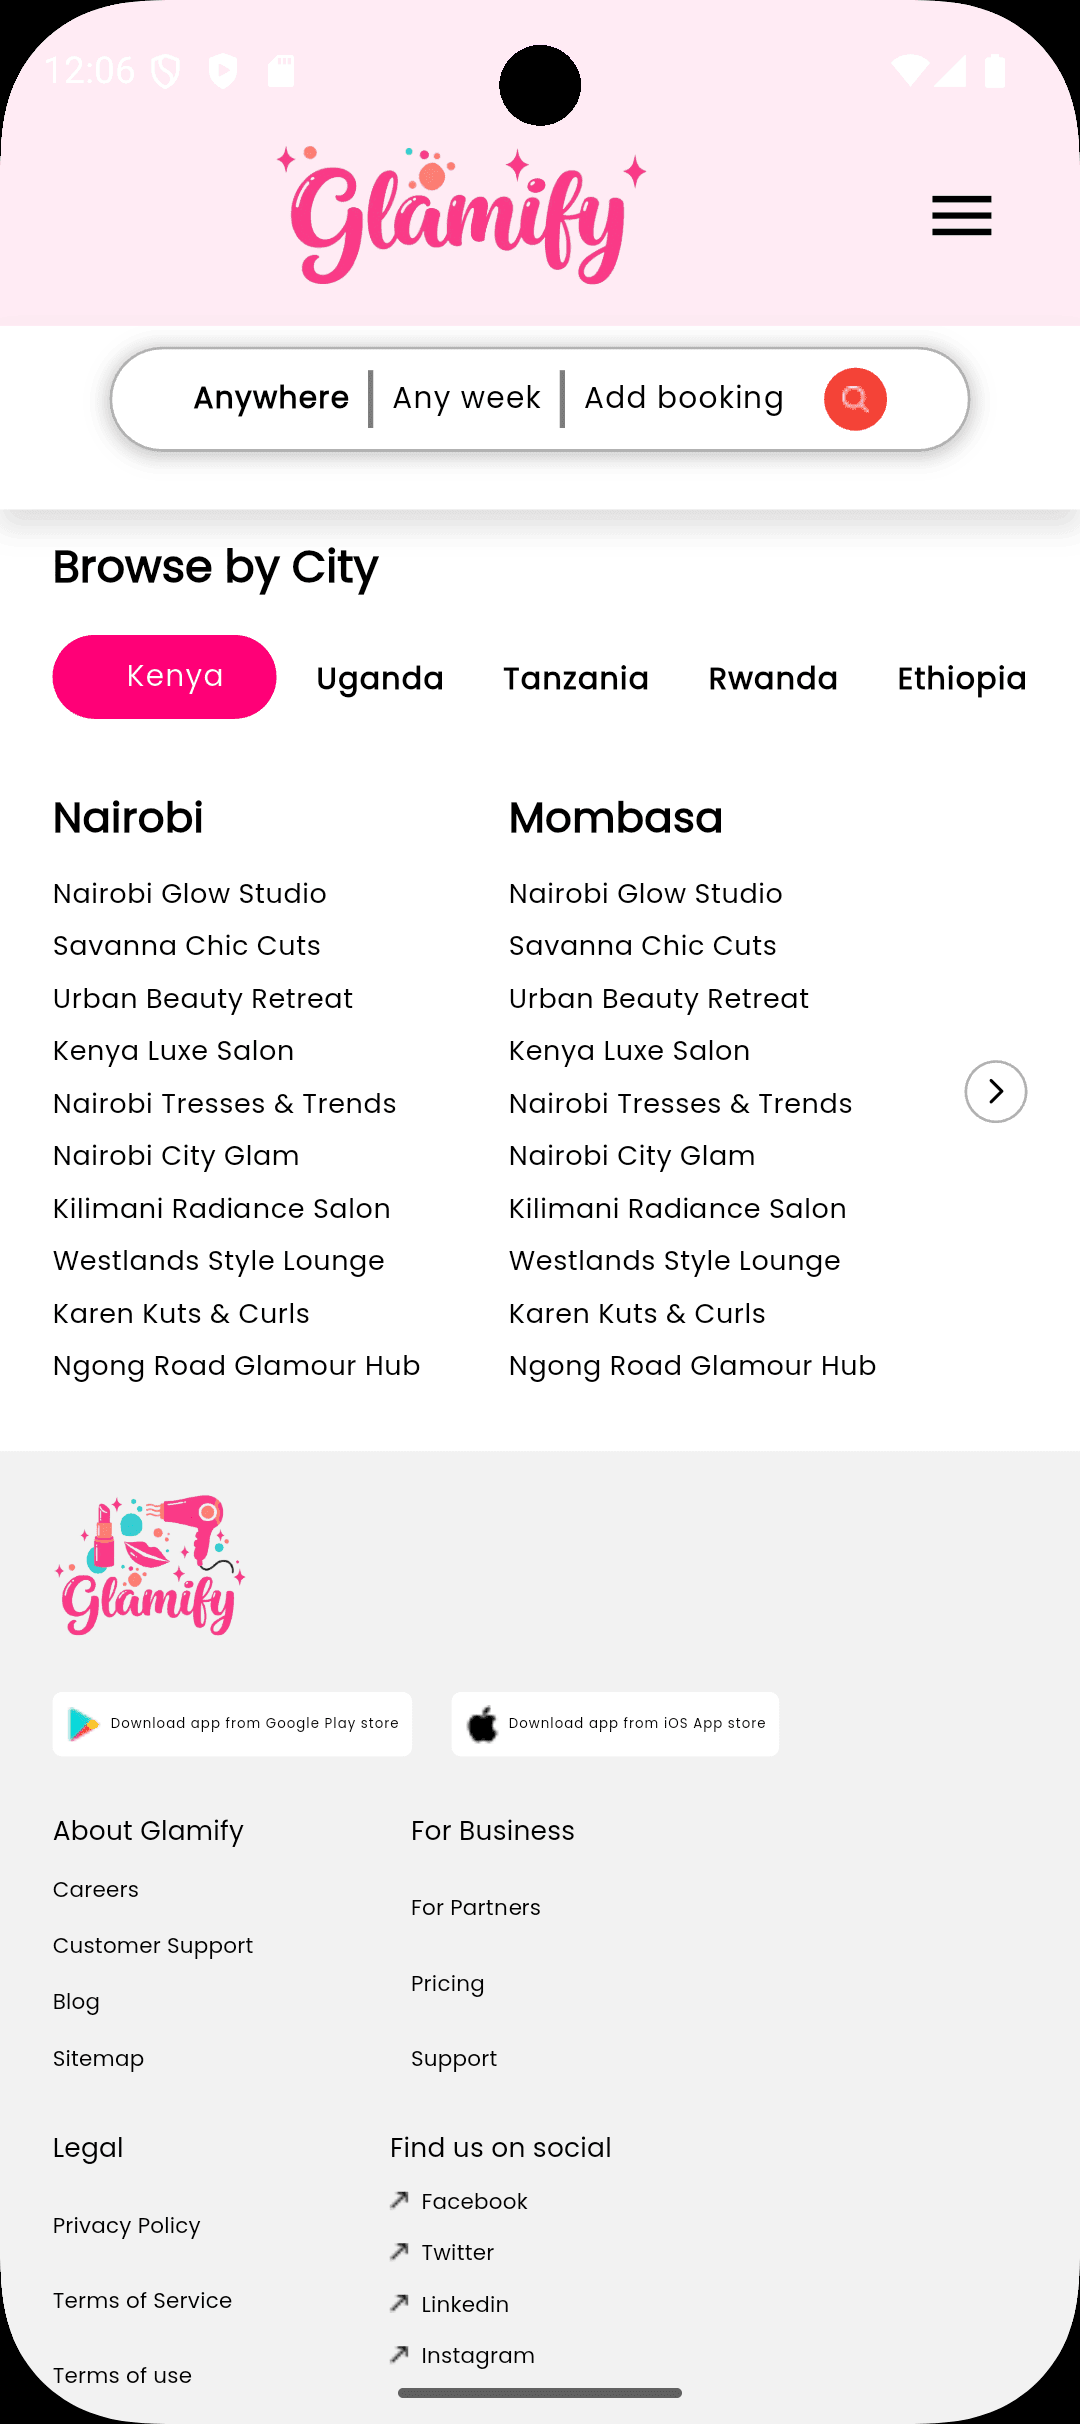 12:06
Glamify
Anywhere Any week Add booking
Browse by City
Kenya Uganda Tanzania Rwanda Ethiopia
Nairobi
Nairobi Glow Studio
Savanna Chic Cuts
Urban Beauty Retreat
Kenya Luxe Salon
Nairobi Tresses & Trends
Nairobi City Glam
Kilimani Radiance Salon
Westlands Style Lounge
Karen Kuts & Curls
Ngong Road Glamour Hub
Mombasa
Nairobi Glow Studio
Savanna Chic Cuts
Urban Beauty Retreat
Kenya Luxe Salon
Nairobi Tresses & Trends
Nairobi City Glam
Kilimani Radiance Salon
Westlands Style Lounge
Karen Kuts & Curls
Ngong Road Glamour Hub
Glamify
Download app from Google Play store
Download app from iOS App store
About Glamify
Careers
Customer Support
Blog
Sitemap
For Business
For Partners
Pricing
Support
Legal
Privacy Policy
Terms of Service
Terms of use
Find us on social
Facebook
Twitter
Linkedin
Instagram